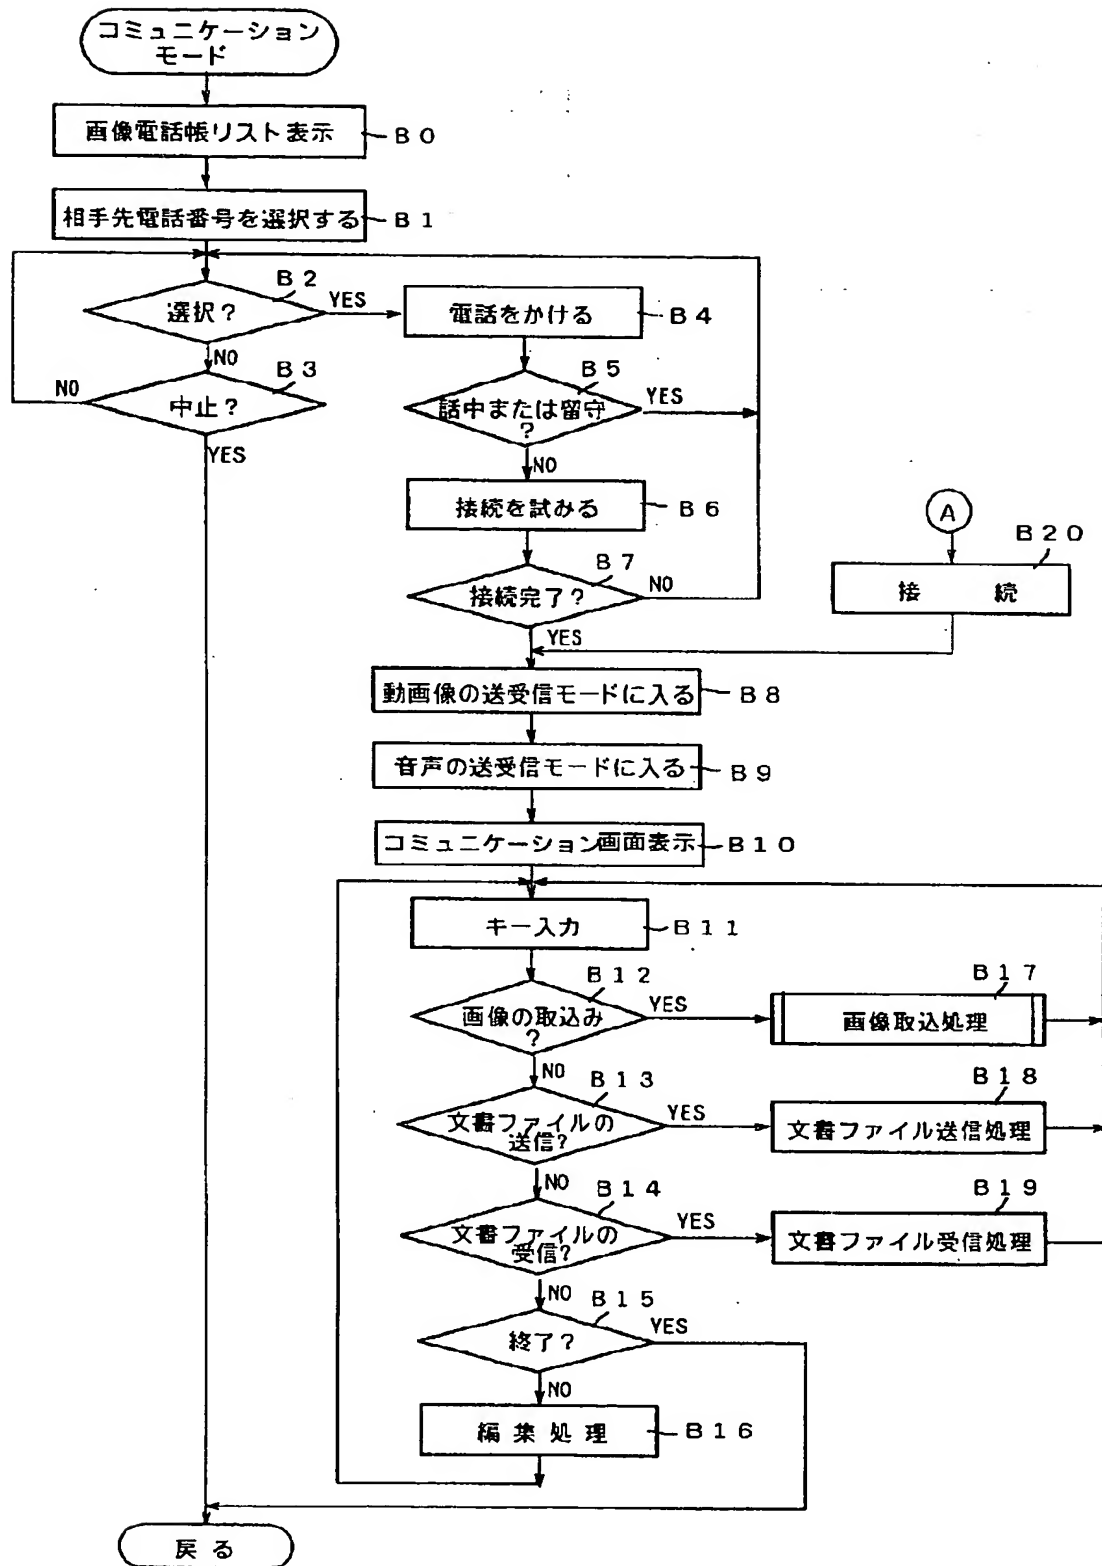 コミュニケーション
モード
画像電話帳リスト表示
B0
相手先電話番号を選択する
B1
B2
選択？
YES
電話をかける
B4
NO
B3
NO
中止？
YES
B5
話中または留守
？
YES
NO
接続を試みる
B6
A
B20
接　続
B7
接続完了？
NO
YES
動画像の送受信モードに入る
B8
音声の送受信モードに入る
B9
コミュニケーション画面表示
B10
キー入力
B11
B12
画像の取込み
？
YES
B17
画像取込処理
NO
B13
文書ファイルの
送信？
YES
B18
文書ファイル送信処理
NO
B14
文書ファイルの
受信？
YES
B19
文書ファイル受信処理
NO
B15
終了？
YES
NO
編集処理
B16
戻る